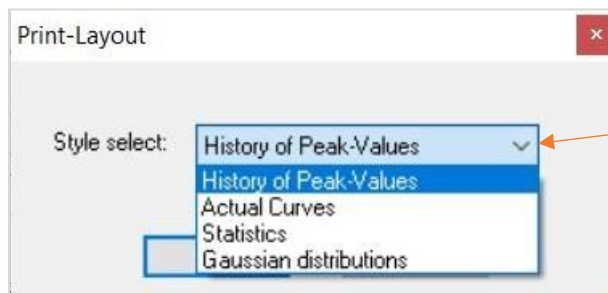 Print-Layout
Style select: History of Peak-Values
History of Peak-Values
Actual Curves
Statistics
Gaussian distributions